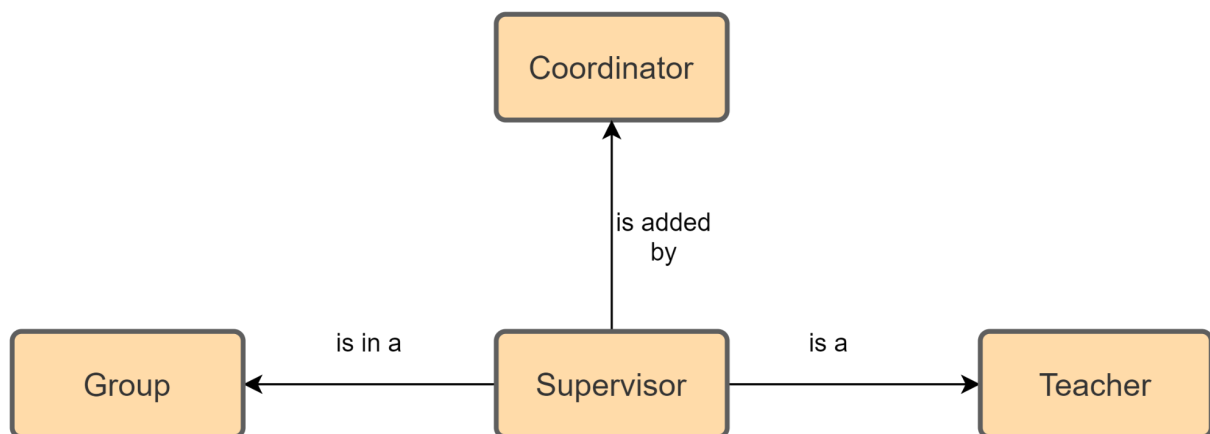 Coordinator
is added
by
is in a
is a
Group
Supervisor
Teacher